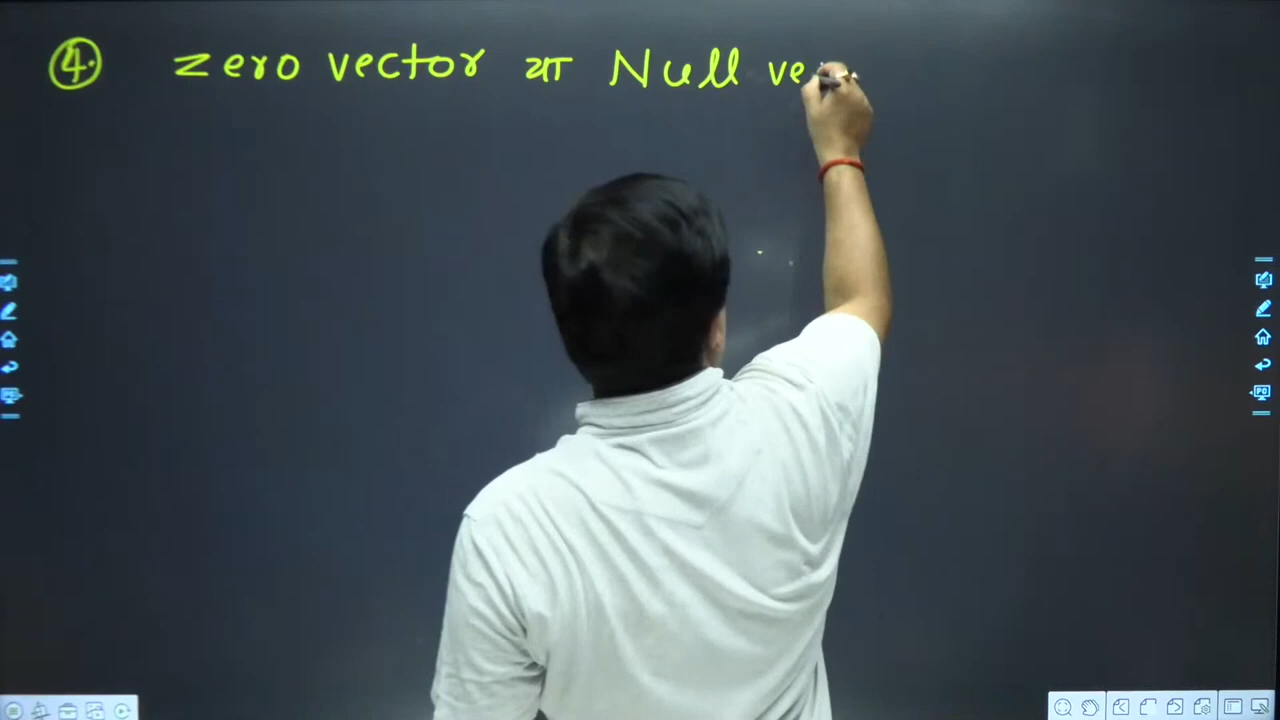 4. zero vector या Null ve